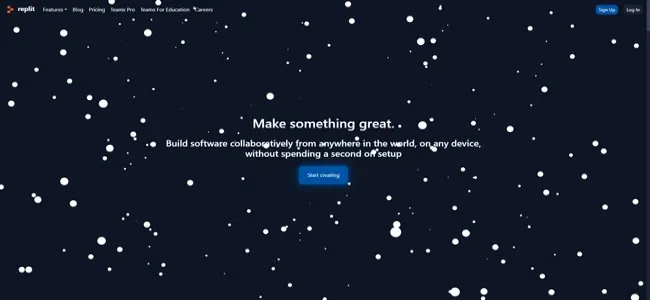 replit Features Blog Pricing Teams Pro Teams For Education Careers Sign Up Log In
Make something great.
Build software collaboratively from anywhere in the world, on any device,
without spending a second on setup
Start creating